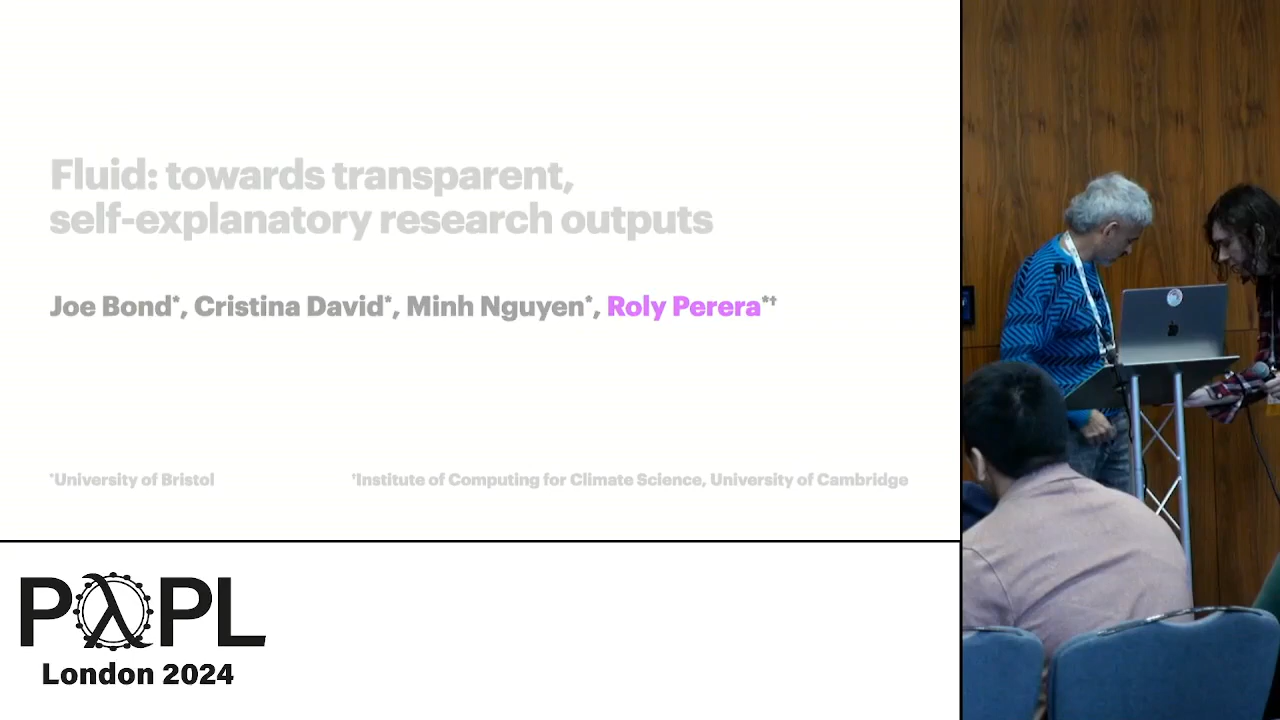 Fluid: towards transparent,
self-explanatory research outputs
Joe Bond*, Cristina David*, Minh Nguyen*, Roly Perera*†
*University of Bristol
†Institute of Computing for Climate Science, University of Cambridge
PλPL
London 2024